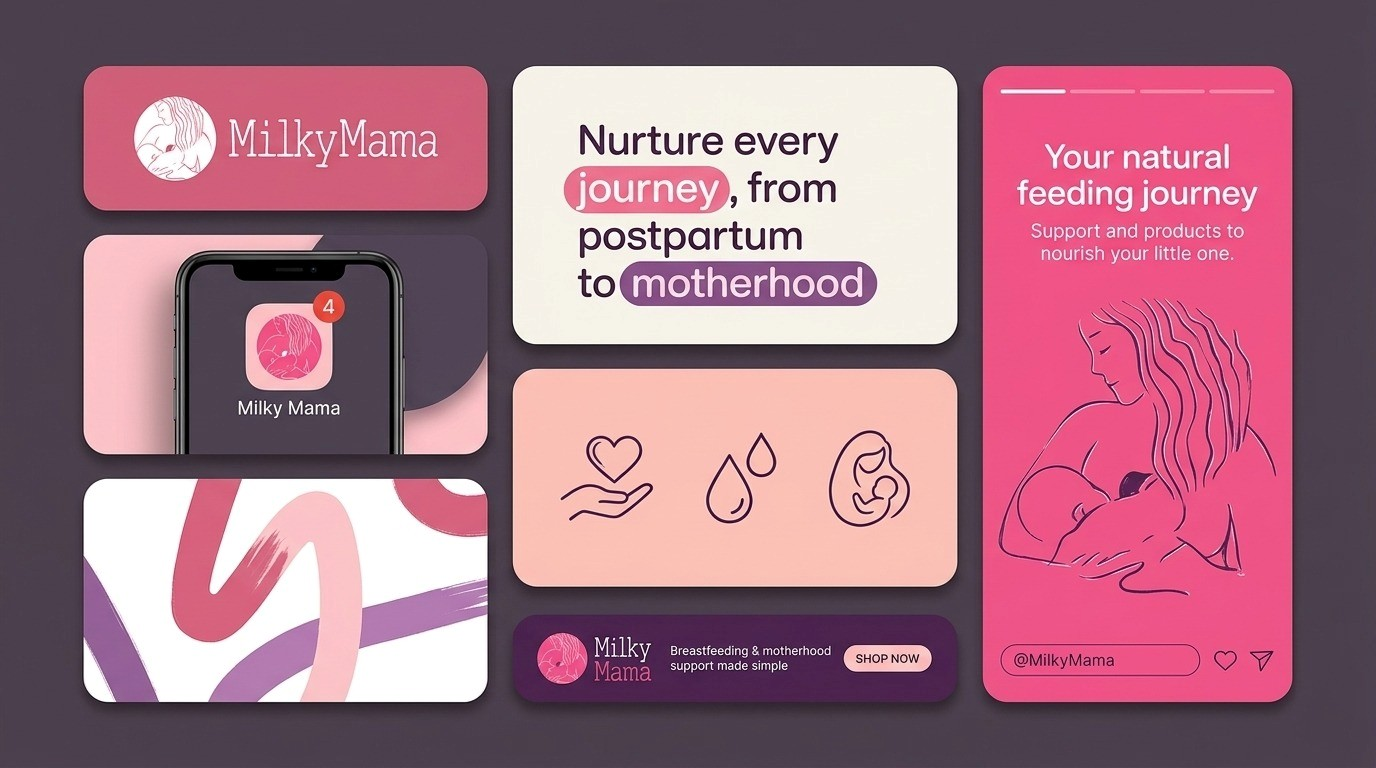 MilkyMama
4
Milky Mama
Nurture every
journey, from
postpartum
to motherhood
Milky
Mama
Breastfeeding & motherhood
support made simple
SHOP NOW
Your natural
feeding journey
Support and products to
nourish your little one.
@MilkyMama